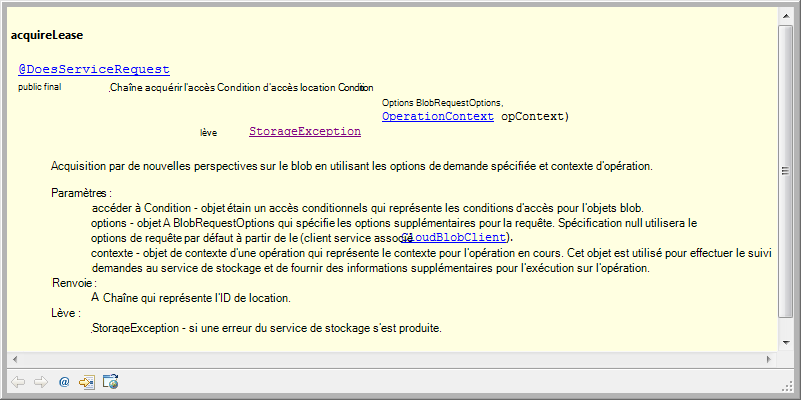 acquireLease
@DoesServiceRequest
public final .Chaîne acquérir l'accès Condition d'accès location Condition
Options BlobRequestOptions,
OperationContext opContext)
lève StorageException
Acquisition par de nouvelles perspectives sur le blob en utilisant les options de demande spécifiée et contexte d'opération.
Paramètres :
accéder à Condition - objet étain un accès conditionnels qui représente les conditions d'accès pour l'objets blob.
options - objet A BlobRequestOptions qui spécifie les options supplémentaires pour la requête. Spécification null utilisera le
options de requête par défaut à partir de le (client service associé CloudBlobClient).
contexte - objet de contexte d'une opération qui représente le contexte pour l'opération en cours. Cet objet est utilisé pour effectuer le suivi
demandes au service de stockage et de fournir des informations supplémentaires pour l'exécution sur l'opération.
Renvoie :
A Chaîne qui représente l'ID de location.
Lève :
.StorageException - si une erreur du service de stockage s'est produite.